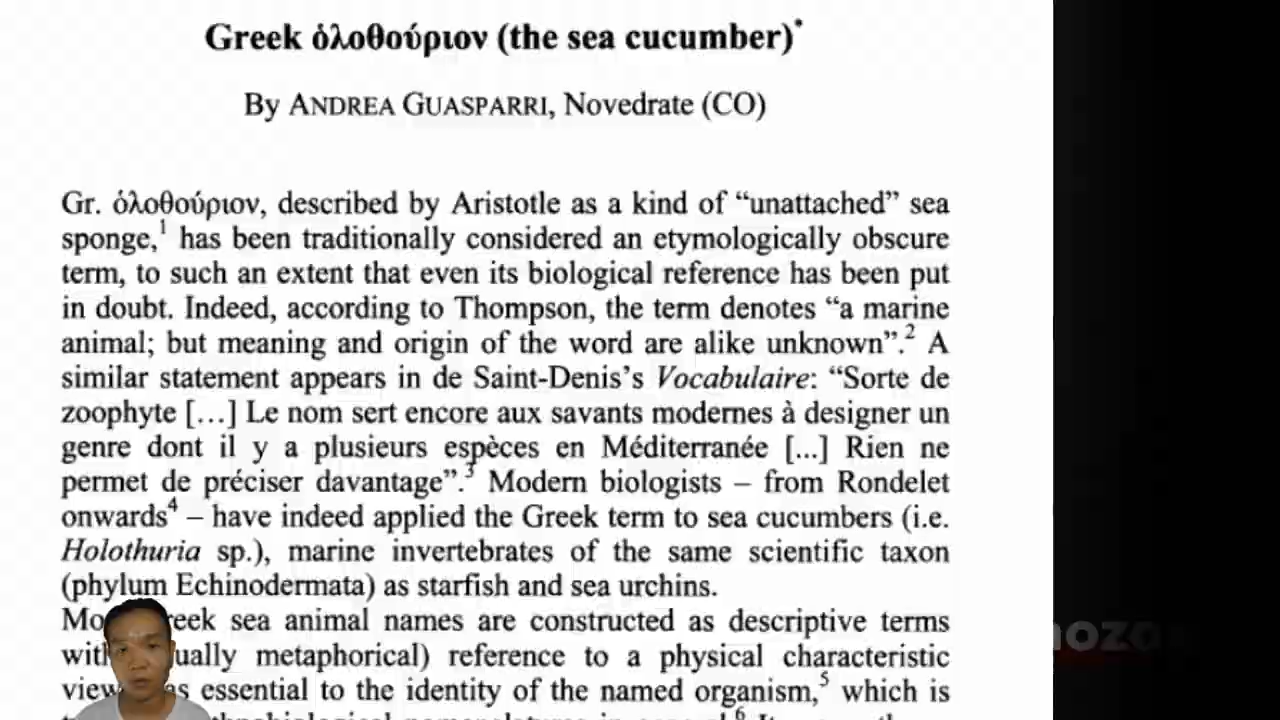 Greek ὁλοθούριον (the sea cucumber)*
By ANDREA GUASPARRI, Novedrate (CO)
Gr. ὁλοθούριον, described by Aristotle as a kind of “unattached” sea
sponge,1 has been traditionally considered an etymologically obscure
term, to such an extent that even its biological reference has been put
in doubt. Indeed, according to Thompson, the term denotes “a marine
animal; but meaning and origin of the word are alike unknown”.2 A
similar statement appears in de Saint-Denis’s Vocabulaire: “Sorte de
zoophyte [...] Le nom sert encore aux savants modernes à designer un
genre dont il y a plusieurs espèces en Méditerranée [...] Rien ne
permet de préciser davantage”.3 Modern biologists – from Rondelet
onwards4 – have indeed applied the Greek term to sea cucumbers (i.e.
Holothuria sp.), marine invertebrates of the same scientific taxon
(phylum Echinodermata) as starfish and sea urchins.
sea animal names are constructed as descriptive terms
metaphorical) reference to a physical characteristic
as essential to the identity of the named organism,5 which is